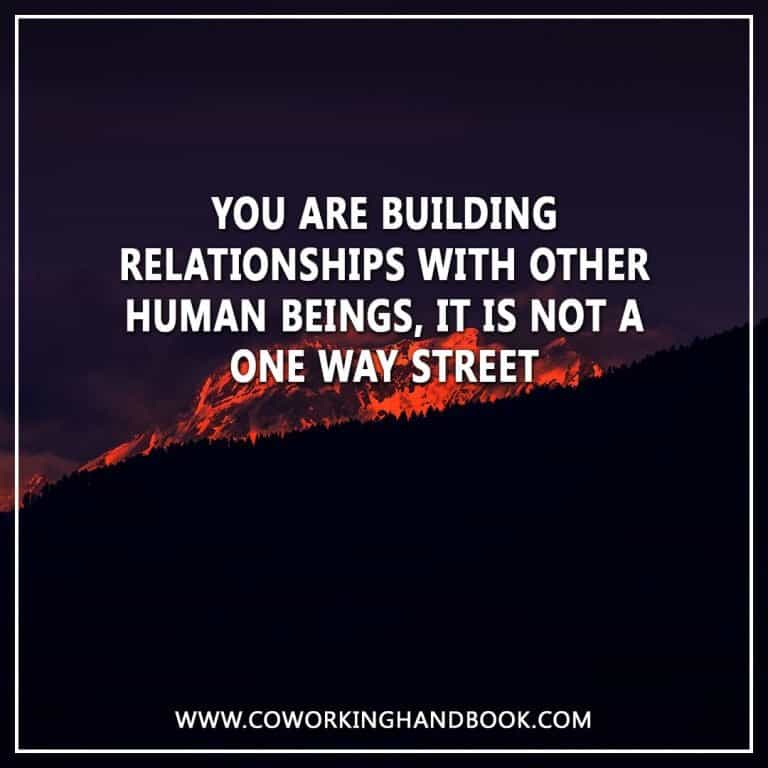 YOU ARE BUILDING
RELATIONSHIPS WITH OTHER
HUMAN BEINGS, IT IS NOT A
ONE WAY STREET
WWW.COWORKINGHANDBOOK.COM